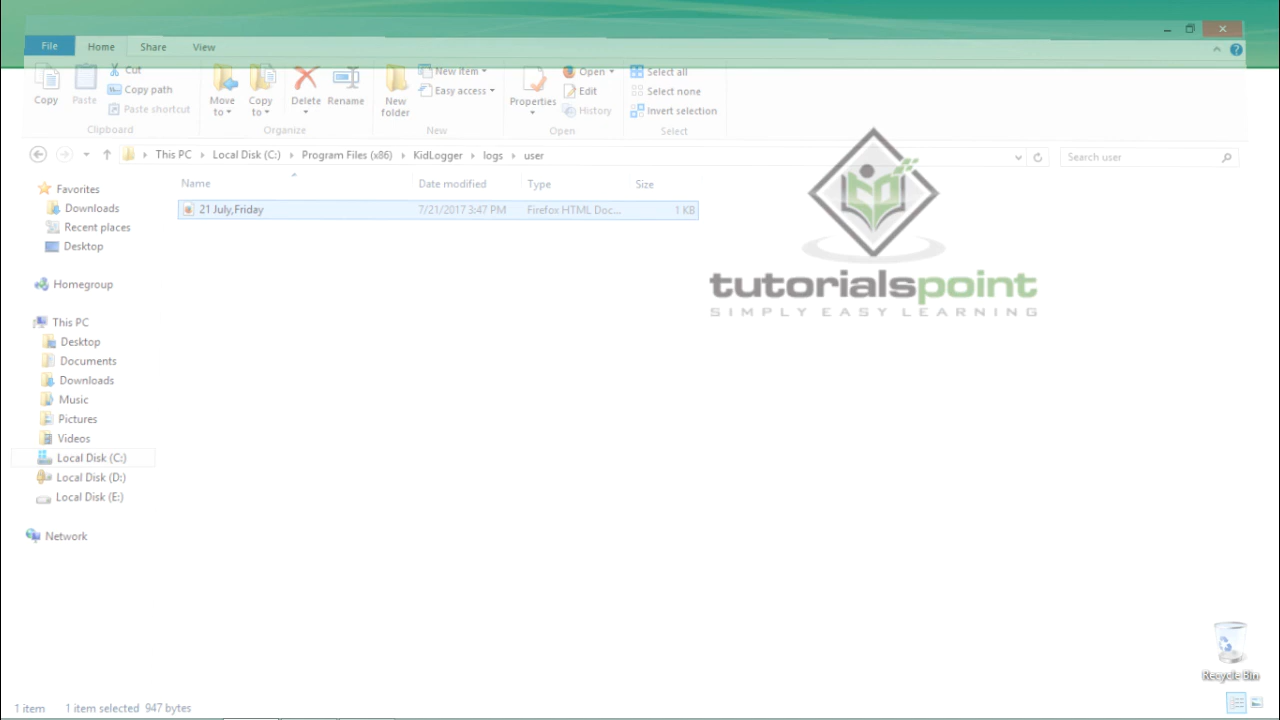 File Home Share View
Cut
Copy path
Paste shortcut
Copy
Paste
Clipboard
Move to
Copy to
Delete
Rename
Organize
New folder
New item
Easy access
New
Properties
Open
Edit
History
Open
Select all
Select none
Invert selection
Select
This PC Local Disk (C:) Program Files (x86) KidLogger logs user
Search user
Name Date modified Type Size
21 July,Friday 7/21/2017 3:47 PM Firefox HTML Doc... 1 KB
Favorites
Downloads
Recent places
Desktop
Homegroup
This PC
Desktop
Documents
Downloads
Music
Pictures
Videos
Local Disk (C:)
Local Disk (D:)
Local Disk (E:)
Network
tutorialspoint
SIMPLY EASY LEARNING
Recycle Bin
1 item 1 item selected 947 bytes